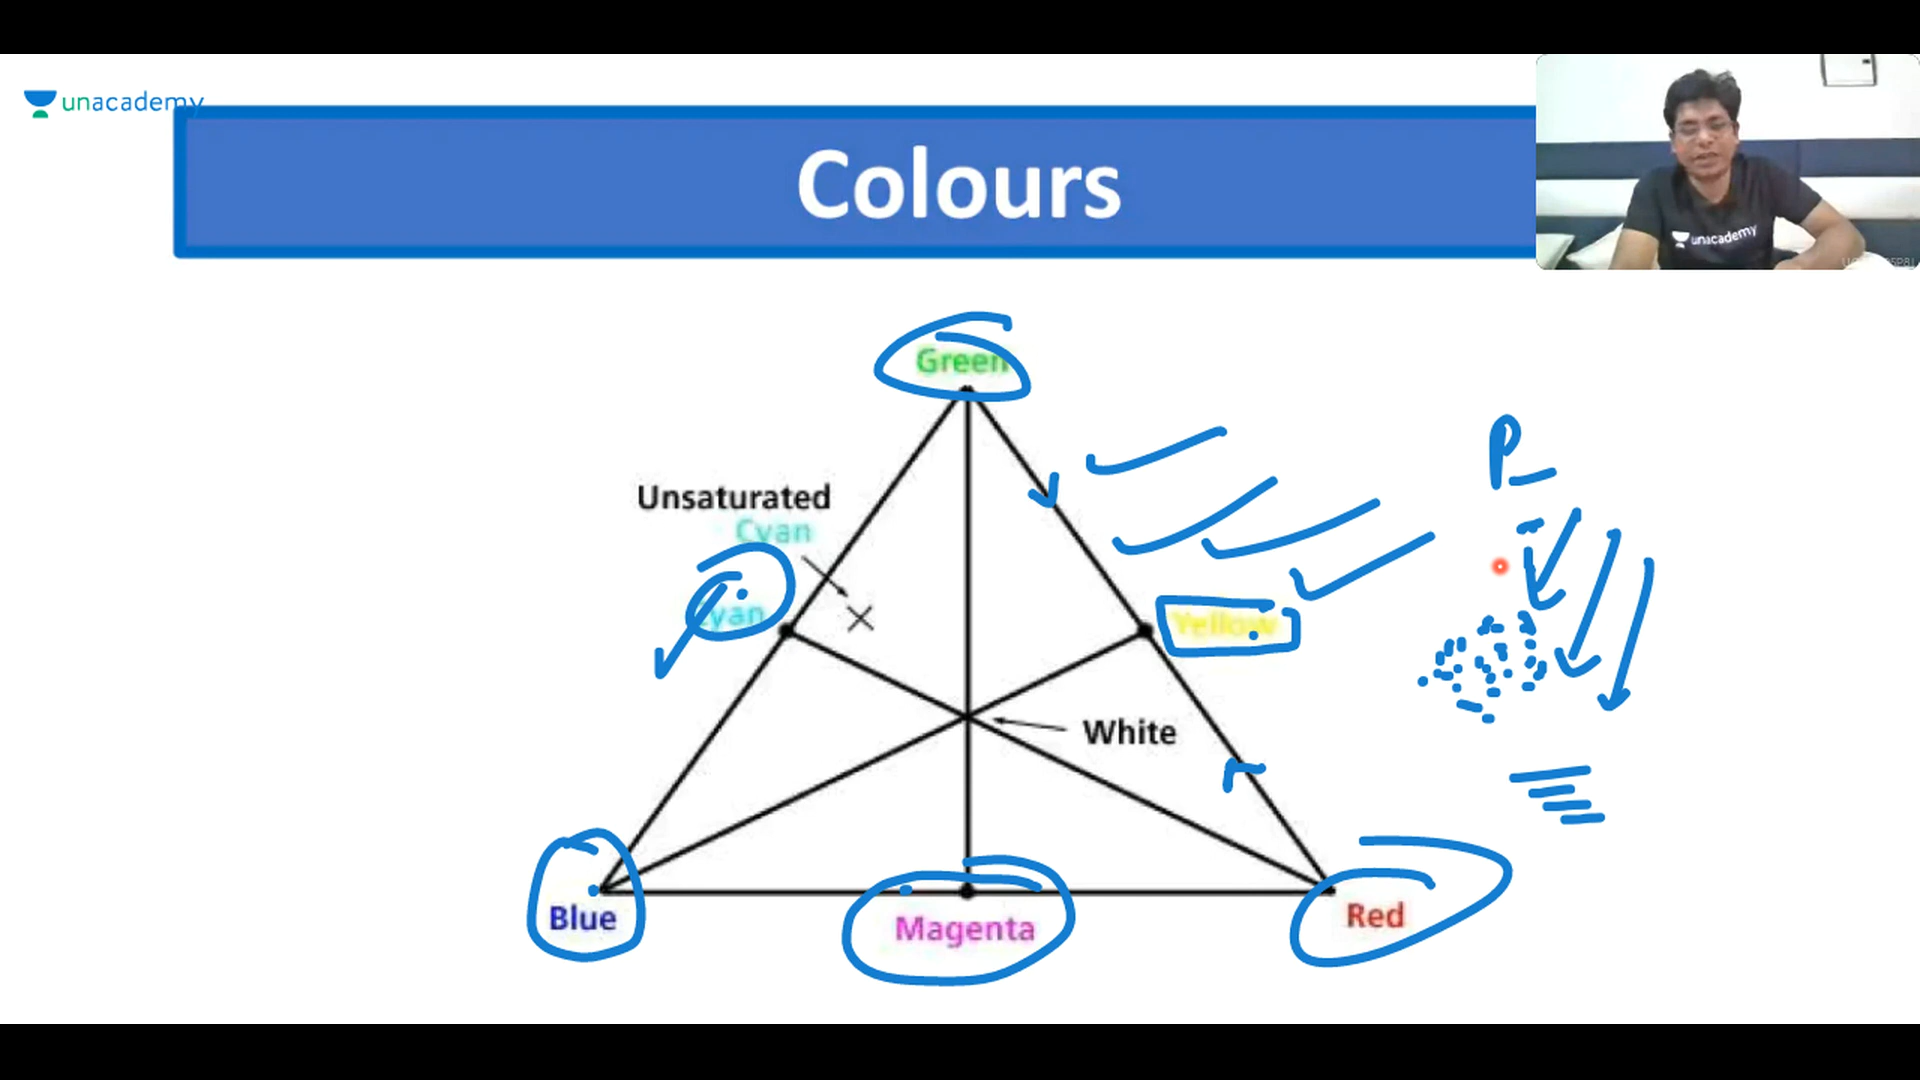 unacademy
Colours
unacademy
Green
Unsaturated
Cyan
Cyan
Yellow
White
P
Blue
Magenta
Red